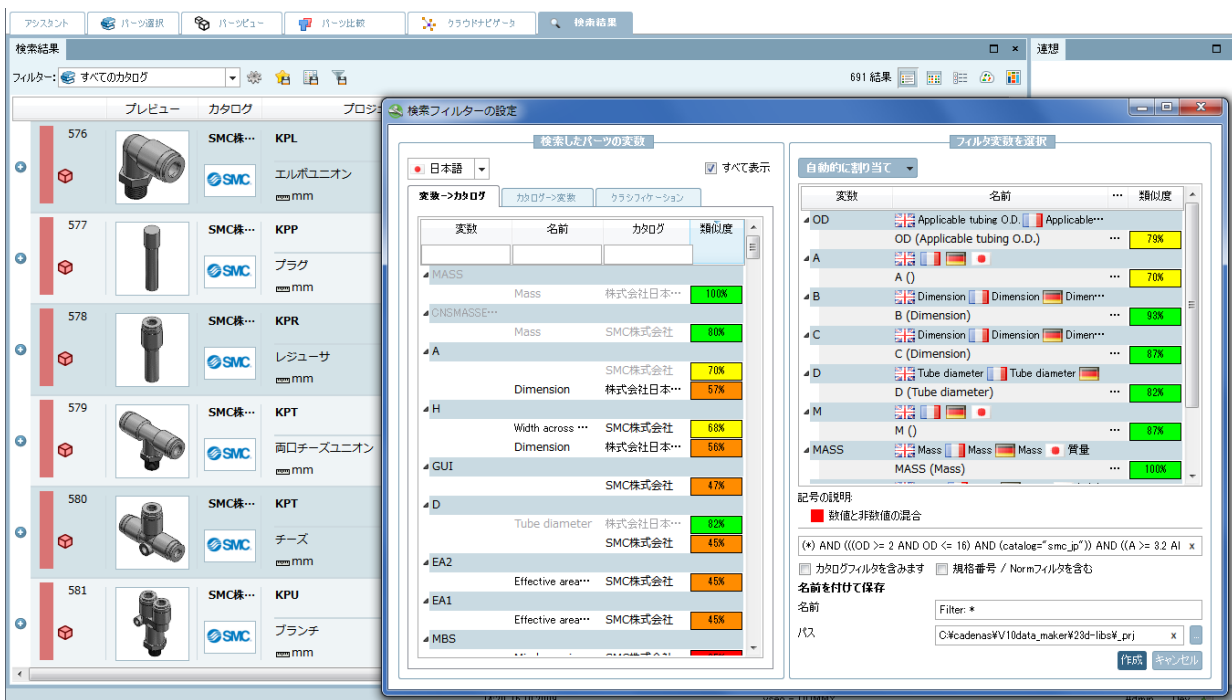 アシスタント パーツ選択 パーツビュー パーツ比較 クラウドナビゲータ 検索結果
検索結果
フィルター: すべてのカタログ 691 結果
プレビュー カタログ
576 SMC株… KPL
エルボユニオン
SMC
mm
577 SMC株… KPP
プラグ
SMC
mm
578 SMC株… KPR
レジューサ
SMC
mm
579 SMC株… KPT
両口チーズユニオン
SMC
mm
580 SMC株… KPT
チーズ
SMC
mm
581 SMC株… KPU
ブランチ
SMC
mm
連想
検索フィルターの設定
検索したパーツの変数
日本語 すべて表示
変数->カタログ カタログ->変数 クラシフィケーション
変数 名前 カタログ 類似度
MASS
Mass 株式会社日本… 100%
CNSMASSE…
Mass SMC株式会社 80%
A
SMC株式会社 70%
Dimension 株式会社日本… 57%
H
Width across … SMC株式会社 68%
Dimension SMC株式会社 56%
GUI
SMC株式会社 47%
D
Tube diameter 株式会社日本… 82%
SMC株式会社 45%
EA2
Effective area… SMC株式会社 45%
EA1
Effective area… SMC株式会社 45%
MBS
フィルタ変数を選択
自動的に割り当て
変数 名前 … 類似度
OD Applicable tubing O.D. Applicable…
OD (Applicable tubing O.D.) … 79%
A
A () … 70%
B Dimension Dimension Dimen…
B (Dimension) … 93%
C Dimension Dimension Dimen…
C (Dimension) … 87%
D Tube diameter Tube diameter
D (Tube diameter) … 82%
M
M () … 87%
MASS Mass Mass Mass 質量
MASS (Mass) … 100%
記号の説明:
数値と非数値の混合
(*) AND (((OD >= 2 AND OD <= 16) AND (catalog="smc_jp")) AND ((A >= 3.2 AI x
カタログフィルタを含みます 規格番号 / Normフィルタを含む
名前を付けて保存
名前 Filter: *
パス C:¥cadenas¥V10data_maker¥23d-libs¥_prj x ...
作成 キャンセル